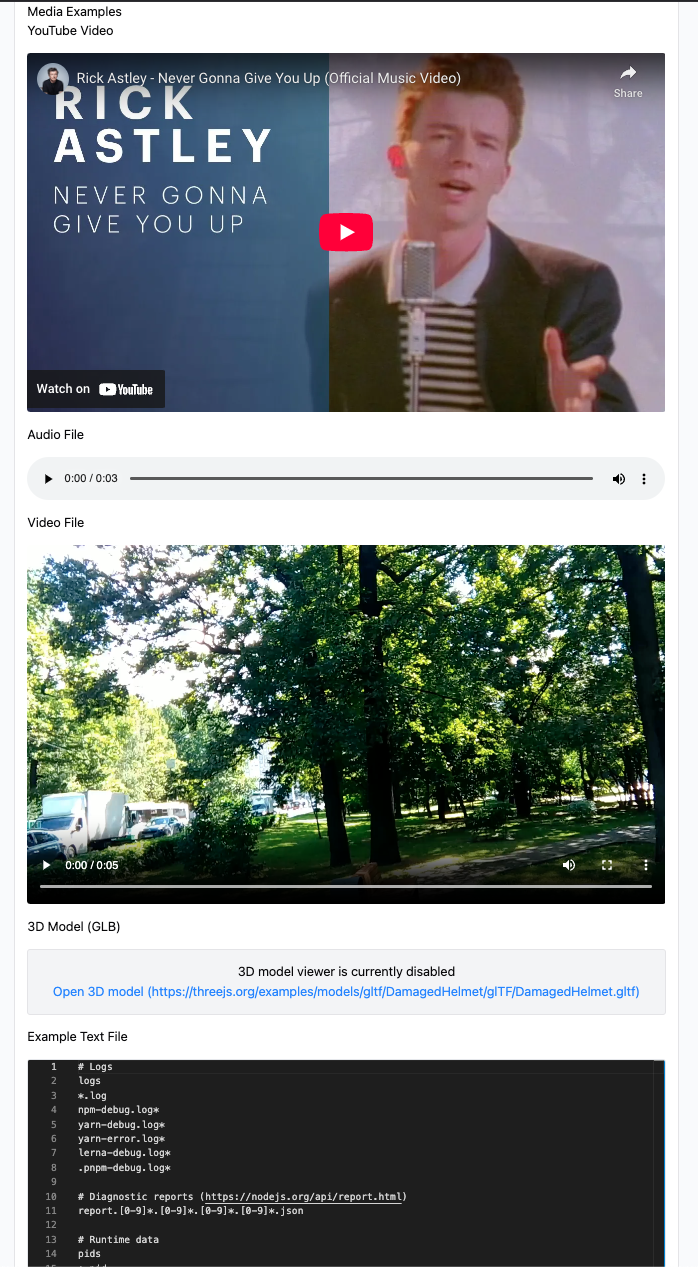 Media Examples
YouTube Video
Rick Astley - Never Gonna Give You Up (Official Music Video)
Share
RICK
ASTLEY
NEVER GONNA
GIVE YOU UP
Watch on YouTube
Audio File
0:00 / 0:03
Video File
0:00 / 0:05
3D Model (GLB)
3D model viewer is currently disabled
Open 3D model (https://threejs.org/examples/models/gltf/DamagedHelmet/glTF/DamagedHelmet.gltf)
Example Text File
1 # Logs
2 logs
3 *.log
4 npm-debug.log*
5 yarn-debug.log*
6 yarn-error.log*
7 lerna-debug.log*
8 .pnpm-debug.log*
9
10 # Diagnostic reports (https://nodejs.org/api/report.html)
11 report.[0-9]*.[0-9]*.[0-9]*.[0-9]*.json
12
13 # Runtime data
14 pids